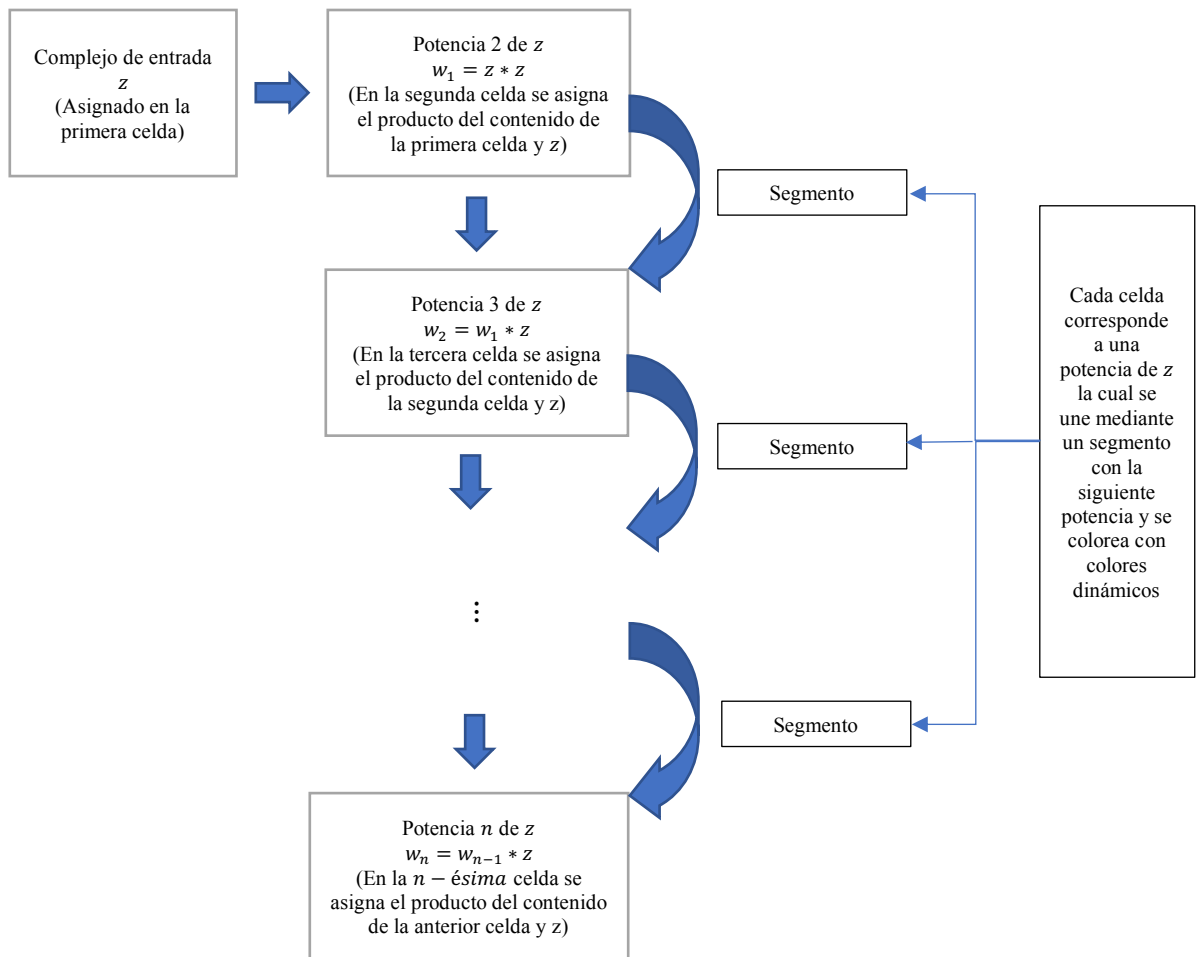 Complejo de entrada
𝑧
(Asignado en la
primera celda)
Potencia 2 de 𝑧
𝑤₁ = 𝑧 ∗ 𝑧
(En la segunda celda se asigna
el producto del contenido de
la primera celda y 𝑧)
Segmento
Potencia 3 de 𝑧
𝑤₂ = 𝑤₁ ∗ 𝑧
(En la tercera celda se asigna
el producto del contenido de
la segunda celda y z)
Segmento
⋮
Segmento
Potencia 𝑛 de 𝑧
𝑤ₙ = 𝑤ₙ₋₁ ∗ 𝑧
(En la 𝑛 − é𝑠𝑖𝑚𝑎 celda se
asigna el producto del contenido
de la anterior celda y z)
Cada celda
corresponde
a una
potencia de 𝑧
la cual se
une mediante
un segmento
con la
siguiente
potencia y se
colorea con
colores
dinámicos